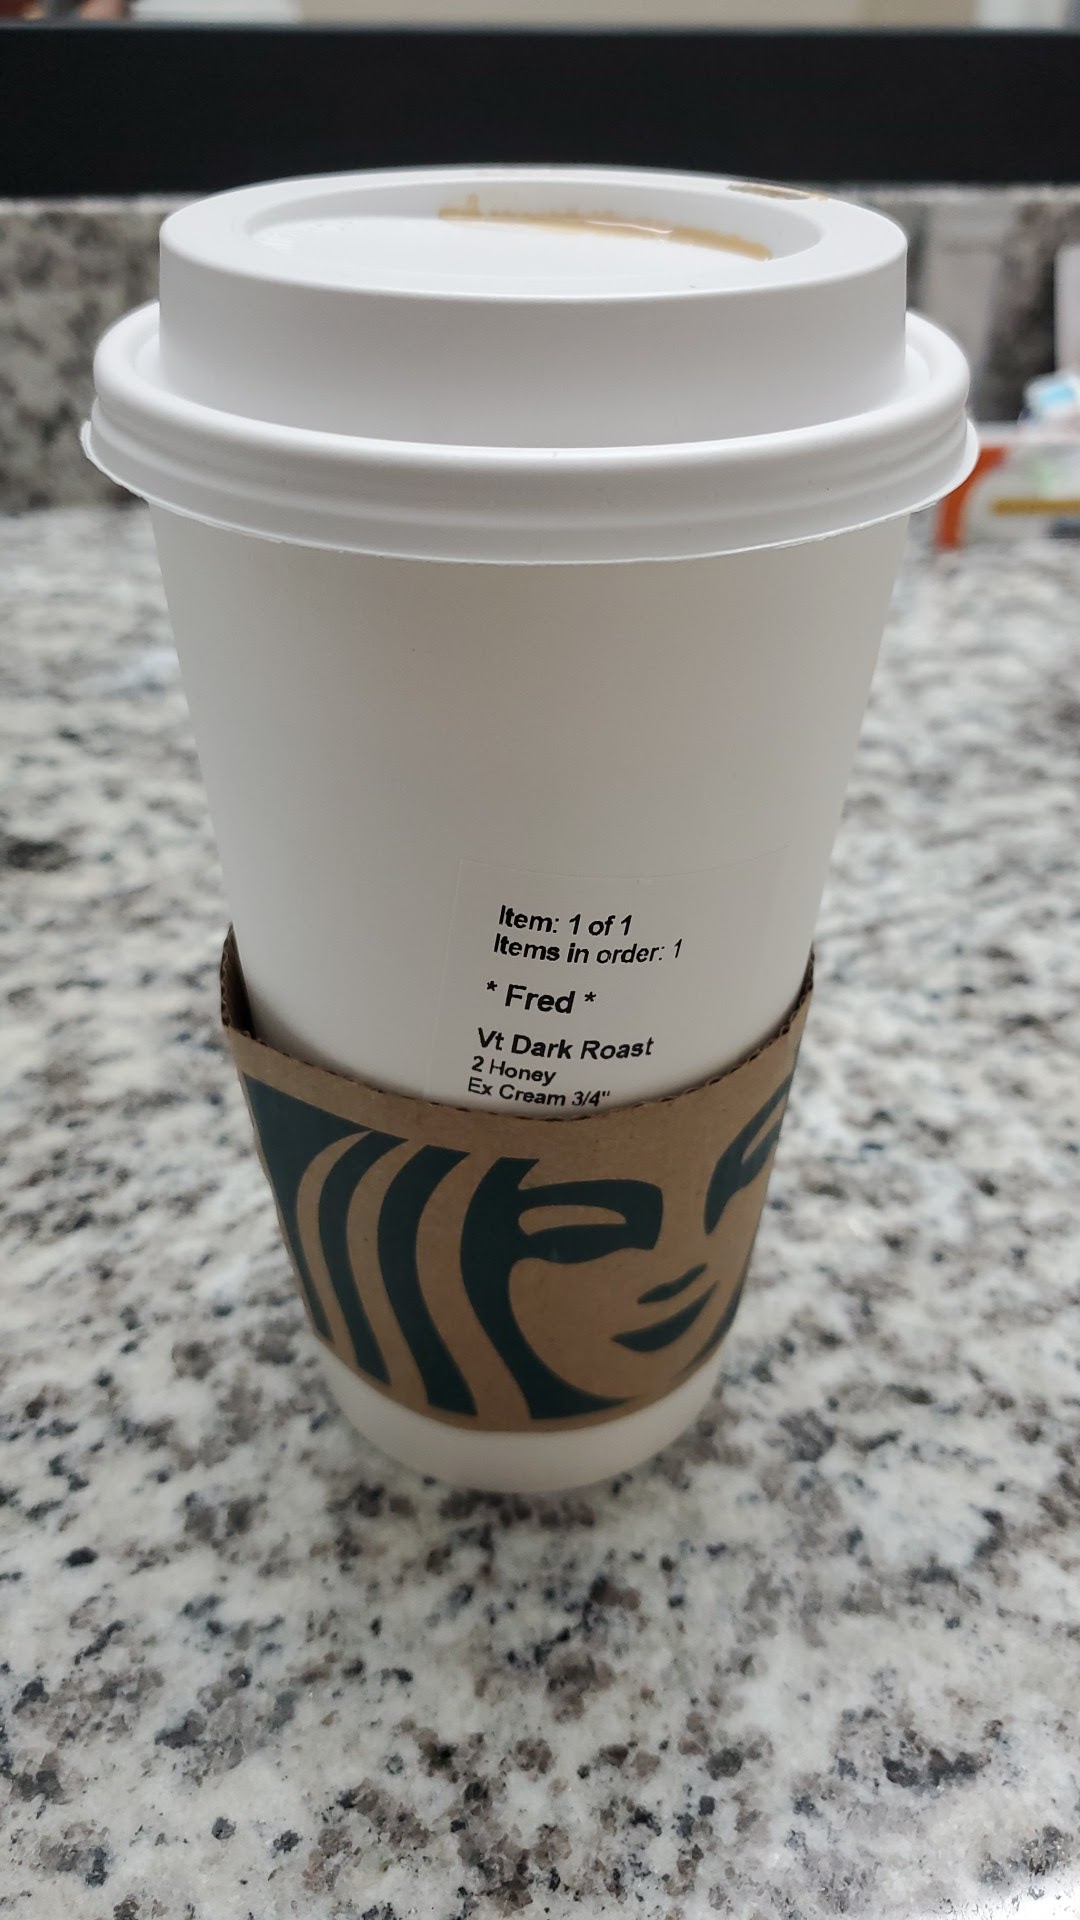 Item: 1 of 1
Items in order: 1
* Fred *
Vt Dark Roast
2 Honey
Ex Cream 3/4"